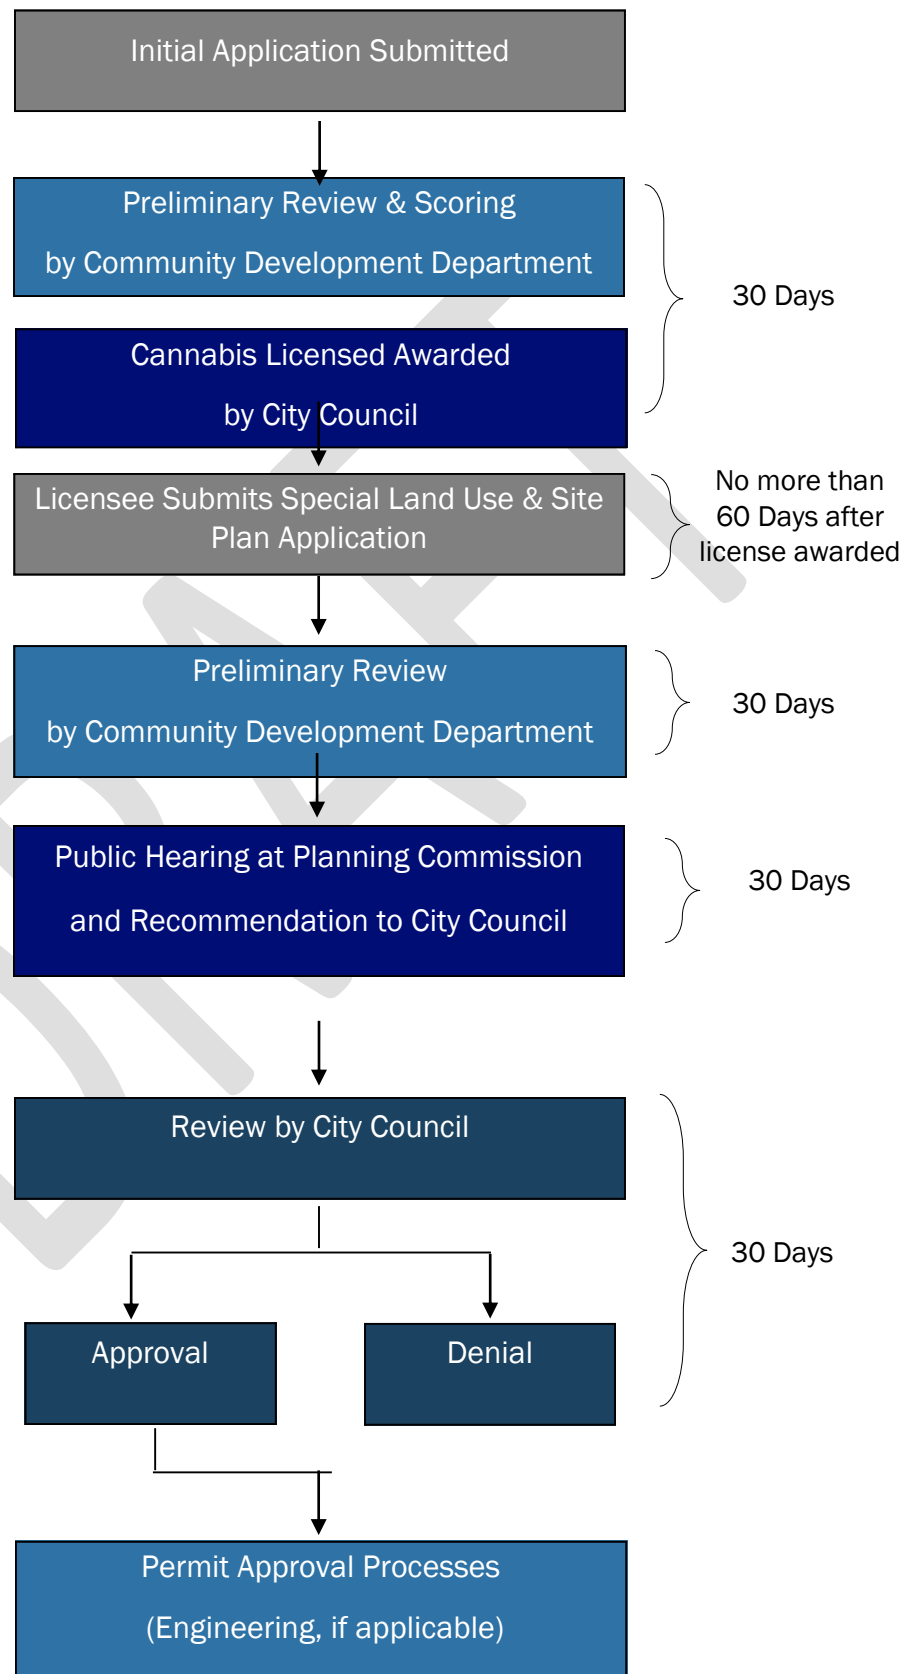 Initial Application Submitted
Preliminary Review & Scoring
by Community Development Department
30 Days
Cannabis Licensed Awarded
by City Council
Licensee Submits Special Land Use & Site
Plan Application
No more than
60 Days after
license awarded
Preliminary Review
by Community Development Department
30 Days
Public Hearing at Planning Commission
and Recommendation to City Council
30 Days
Review by City Council
30 Days
Approval
Denial
Permit Approval Processes
(Engineering, if applicable)
DRAFT